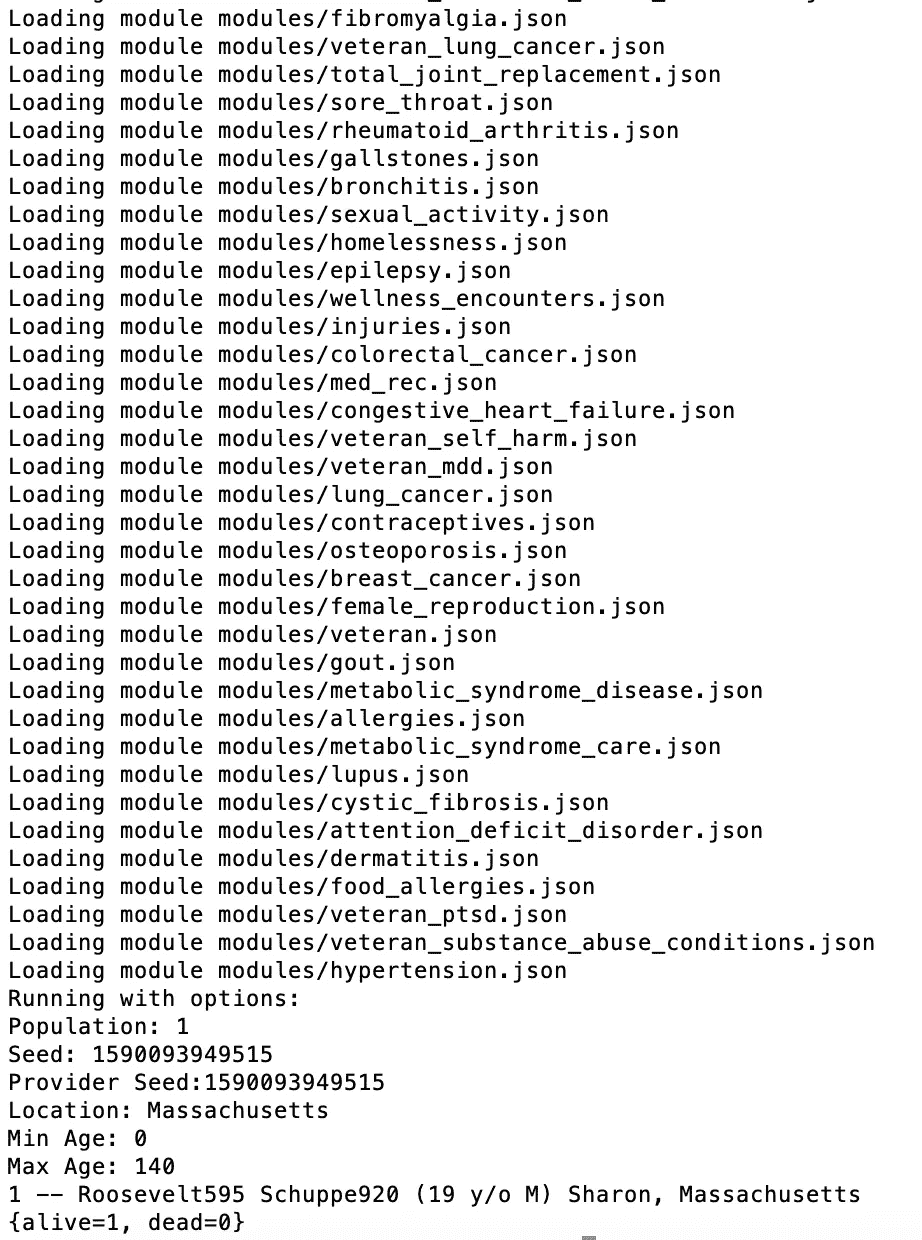 Loading module modules/fibromyalgia.json
Loading module modules/veteran_lung_cancer.json
Loading module modules/total_joint_replacement.json
Loading module modules/sore_throat.json
Loading module modules/rheumatoid_arthritis.json
Loading module modules/gallstones.json
Loading module modules/bronchitis.json
Loading module modules/sexual_activity.json
Loading module modules/homelessness.json
Loading module modules/epilepsy.json
Loading module modules/wellness_encounters.json
Loading module modules/injuries.json
Loading module modules/colorectal_cancer.json
Loading module modules/med_rec.json
Loading module modules/congestive_heart_failure.json
Loading module modules/veteran_self_harm.json
Loading module modules/veteran_mdd.json
Loading module modules/lung_cancer.json
Loading module modules/contraceptives.json
Loading module modules/osteoporosis.json
Loading module modules/breast_cancer.json
Loading module modules/female_reproduction.json
Loading module modules/veteran.json
Loading module modules/gout.json
Loading module modules/metabolic_syndrome_disease.json
Loading module modules/allergies.json
Loading module modules/metabolic_syndrome_care.json
Loading module modules/lupus.json
Loading module modules/cystic_fibrosis.json
Loading module modules/attention_deficit_disorder.json
Loading module modules/dermatitis.json
Loading module modules/food_allergies.json
Loading module modules/veteran_ptsd.json
Loading module modules/veteran_substance_abuse_conditions.json
Loading module modules/hypertension.json
Running with options:
Population: 1
Seed: 1590093949515
Provider Seed:1590093949515
Location: Massachusetts
Min Age: 0
Max Age: 140
1 -- Roosevelt595 Schuppe920 (19 y/o M) Sharon, Massachusetts
{alive=1, dead=0}